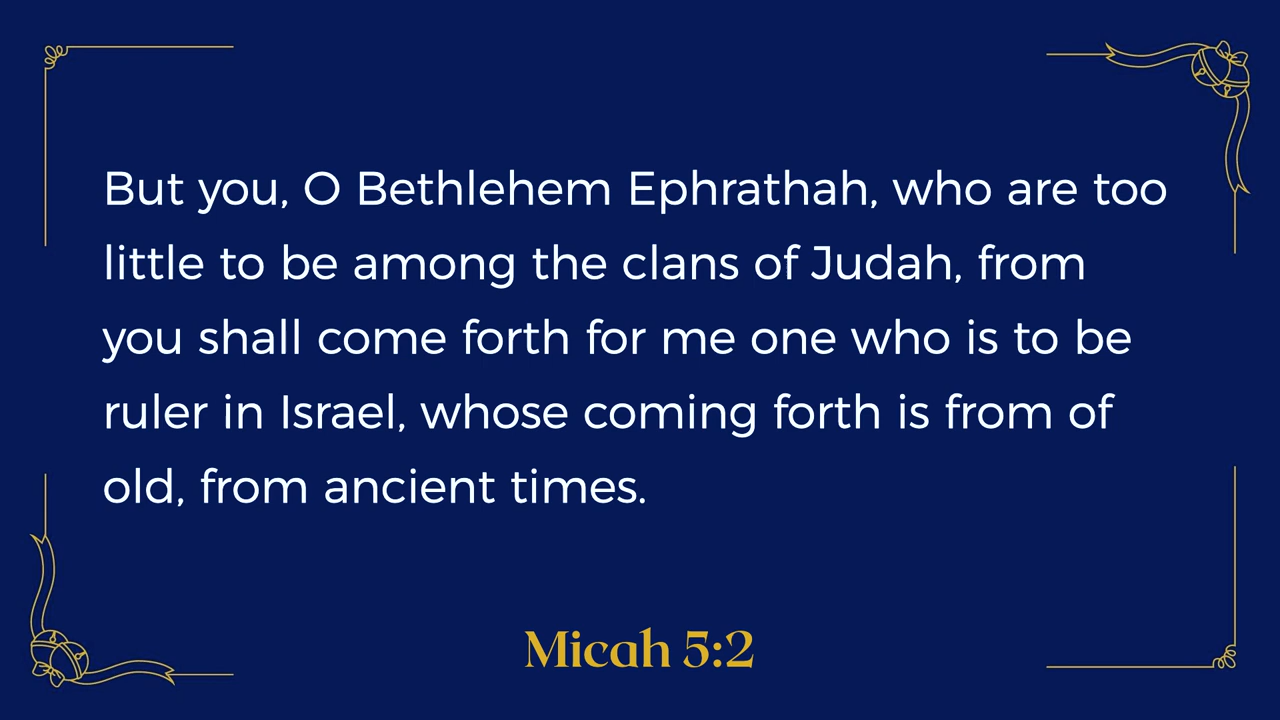 But you, O Bethlehem Ephrathah, who are too
little to be among the clans of Judah, from
you shall come forth for me one who is to be
ruler in Israel, whose coming forth is from of
old, from ancient times.
Micah 5:2